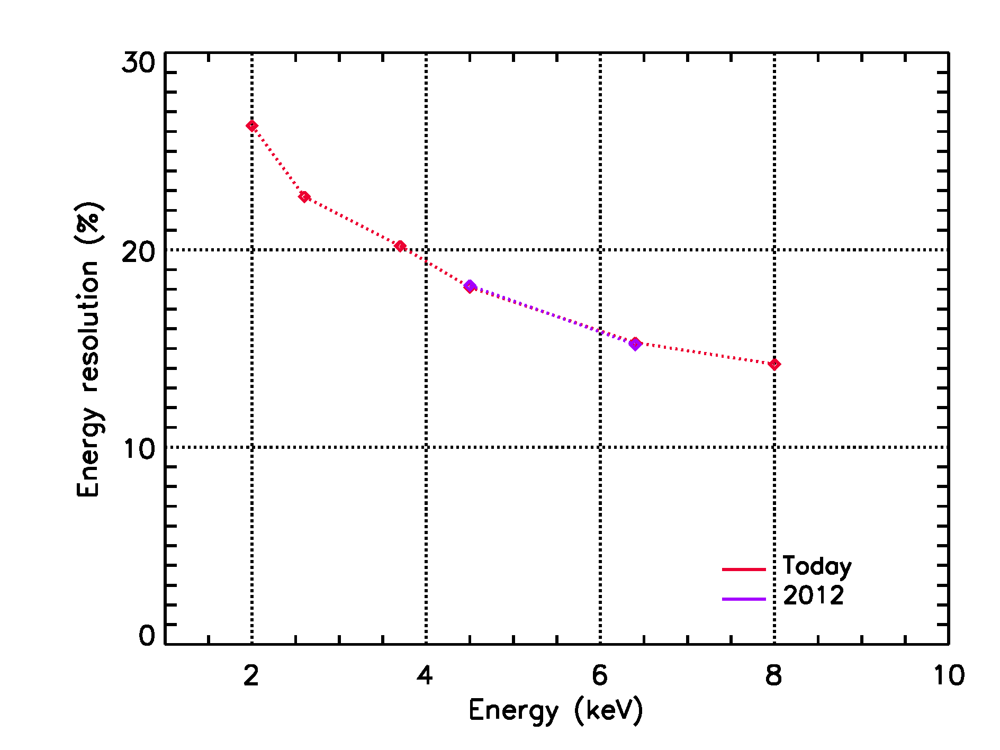 30
20
10
0
Energy resolution (%)
2 4 6 8 10
Energy (keV)
Today
2012